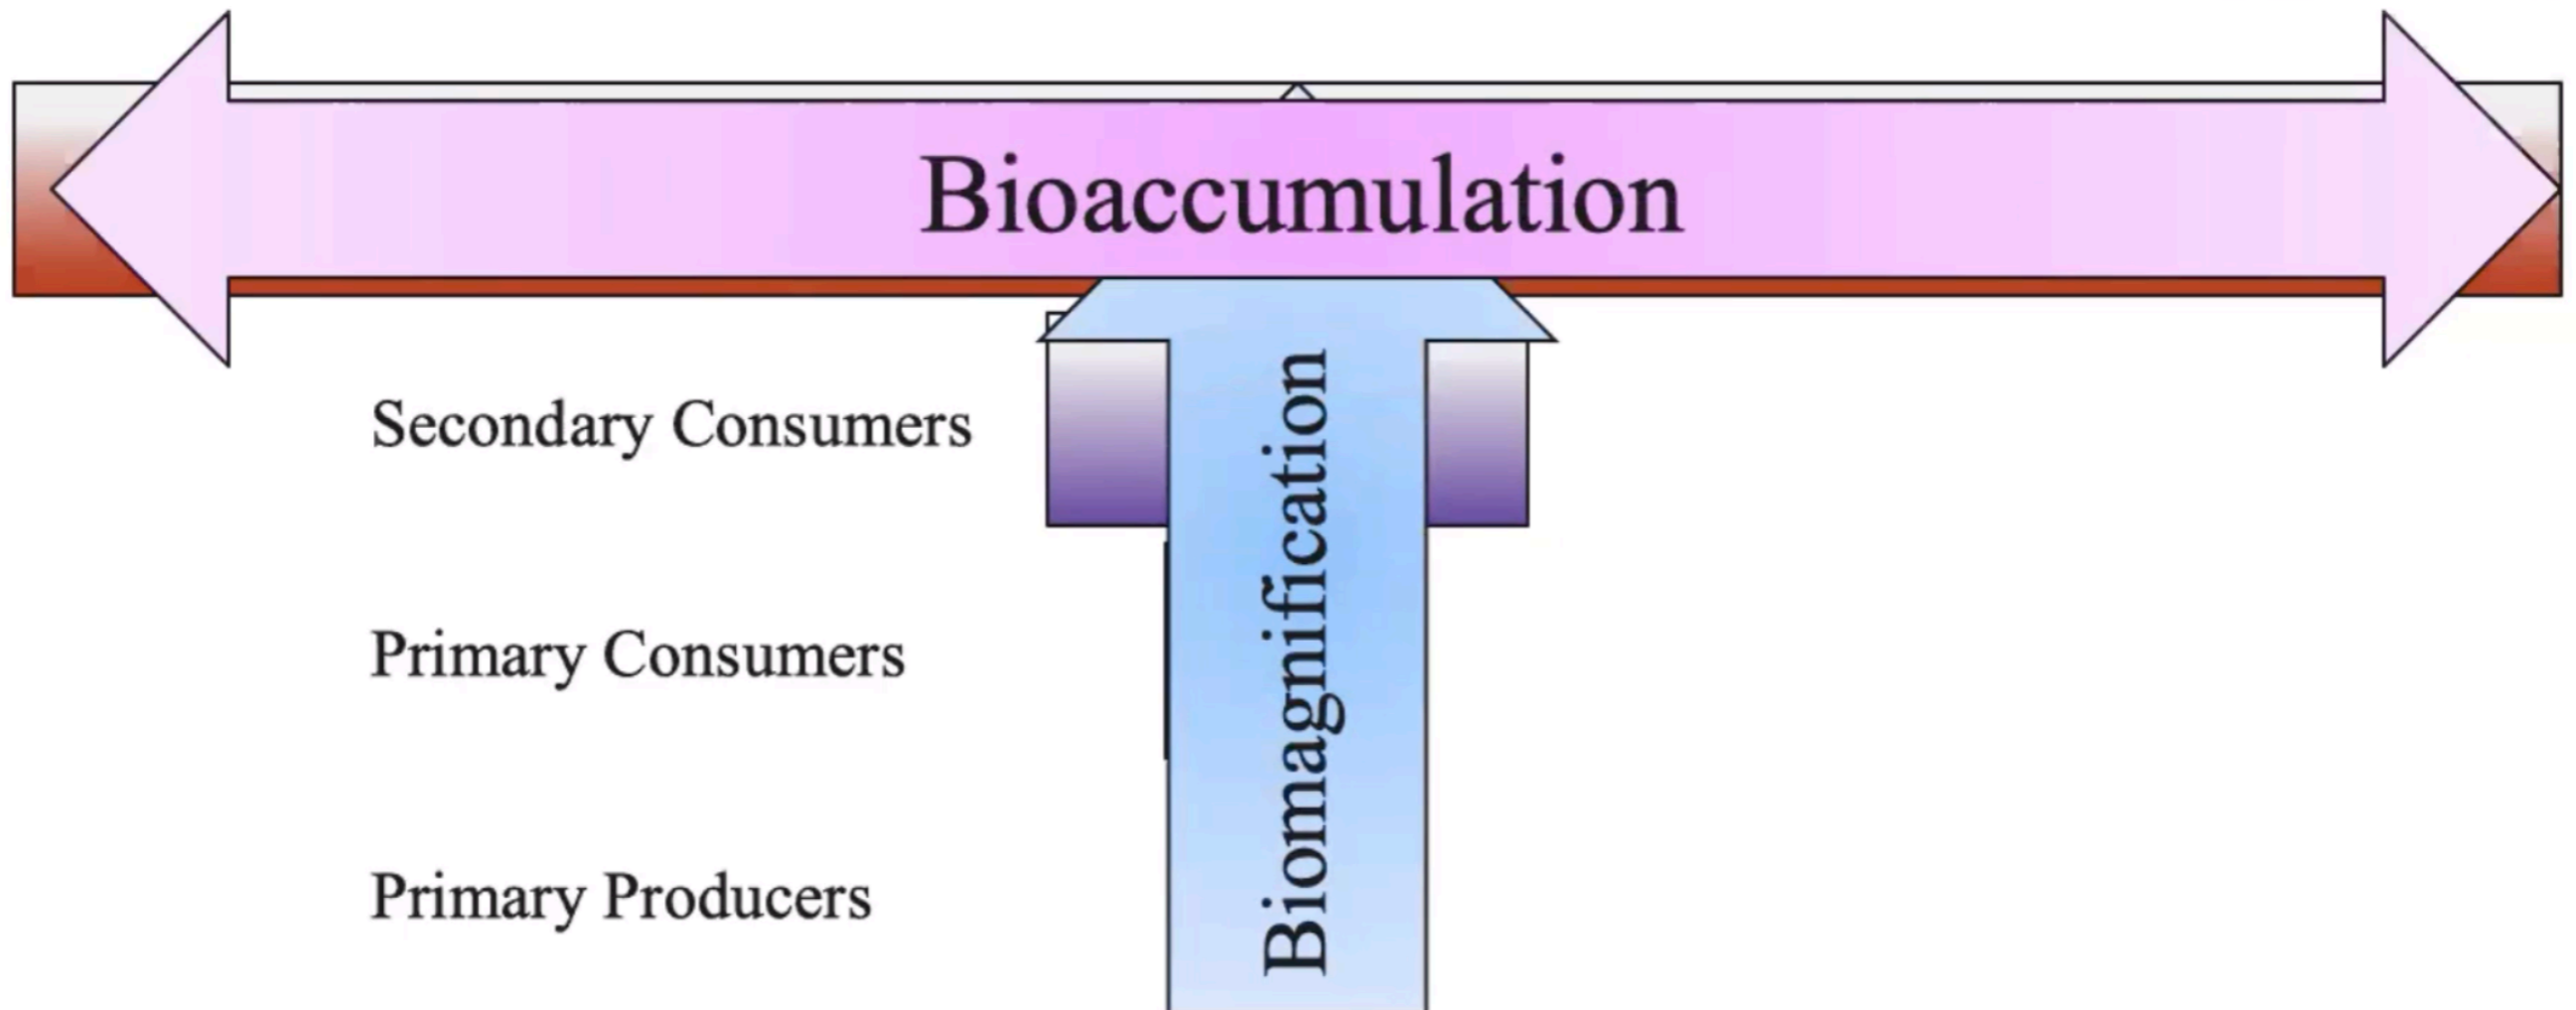 Bioaccumulation
Secondary Consumers
Primary Consumers
Primary Producers
Biomagnification